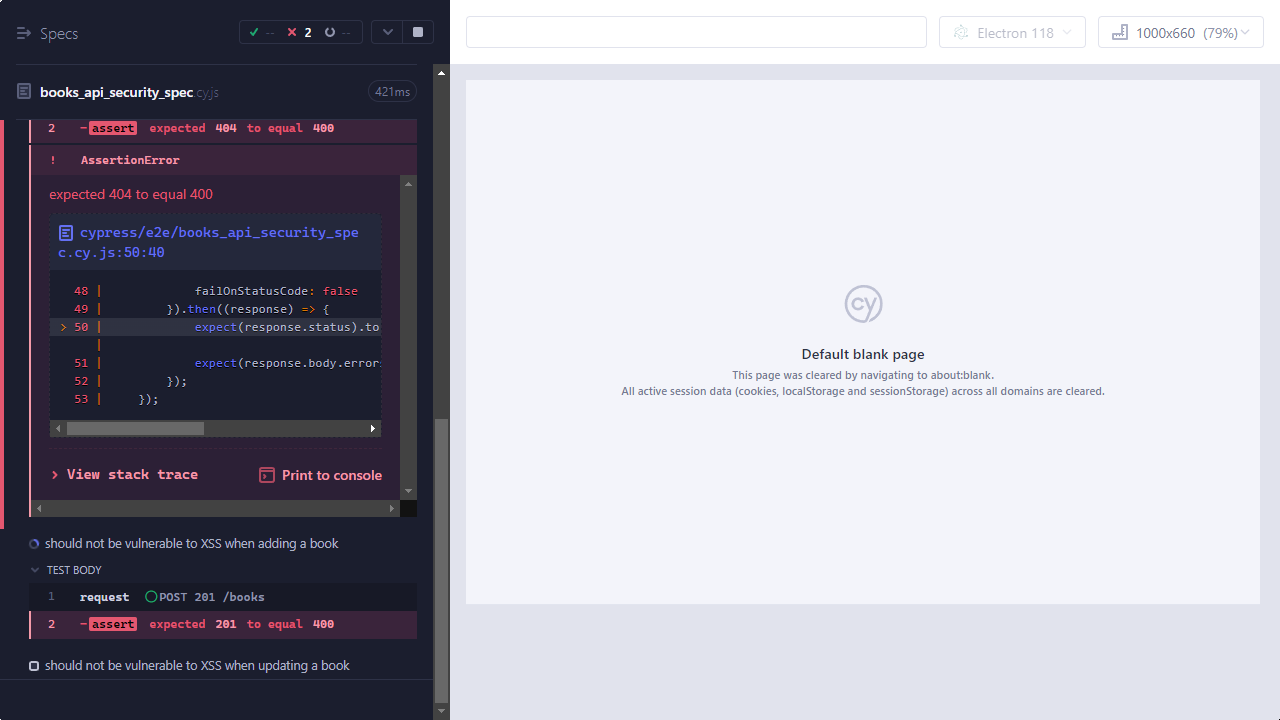 Specs
--
2
--
Electron 118
1000x660 (79%)
books_api_security_spec.cy.js
421ms
2 -assert expected 404 to equal 400
! AssertionError
expected 404 to equal 400
cypress/e2e/books_api_security_spe
c.cy.js:50:40
48 | failOnStatusCode: false
49 | }).then((response) => {
> 50 | expect(response.status).to
|
51 | expect(response.body.error
52 | });
53 | });
> View stack trace
Print to console
should not be vulnerable to XSS when adding a book
TEST BODY
1 request POST 201 /books
2 -assert expected 201 to equal 400
should not be vulnerable to XSS when updating a book
cy
Default blank page
This page was cleared by navigating to about:blank.
All active session data (cookies, localStorage and sessionStorage) across all domains are cleared.